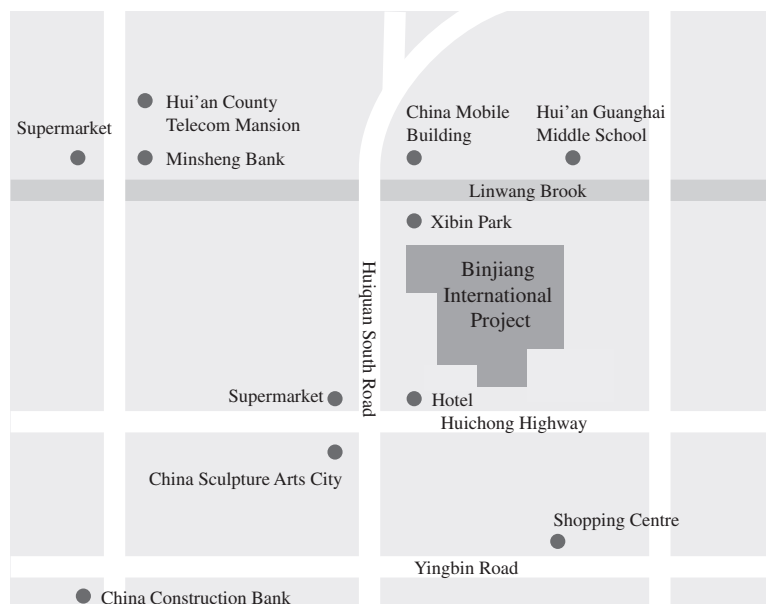 Hui’an County
Telecom Mansion
Supermarket
Minsheng Bank
China Mobile
Building
Hui’an Guanghai
Middle School
Linwang Brook
Xibin Park
Binjiang
International
Project
Huiquan South Road
Supermarket
Hotel
Huichong Highway
China Sculpture Arts City
Shopping Centre
Yingbin Road
China Construction Bank